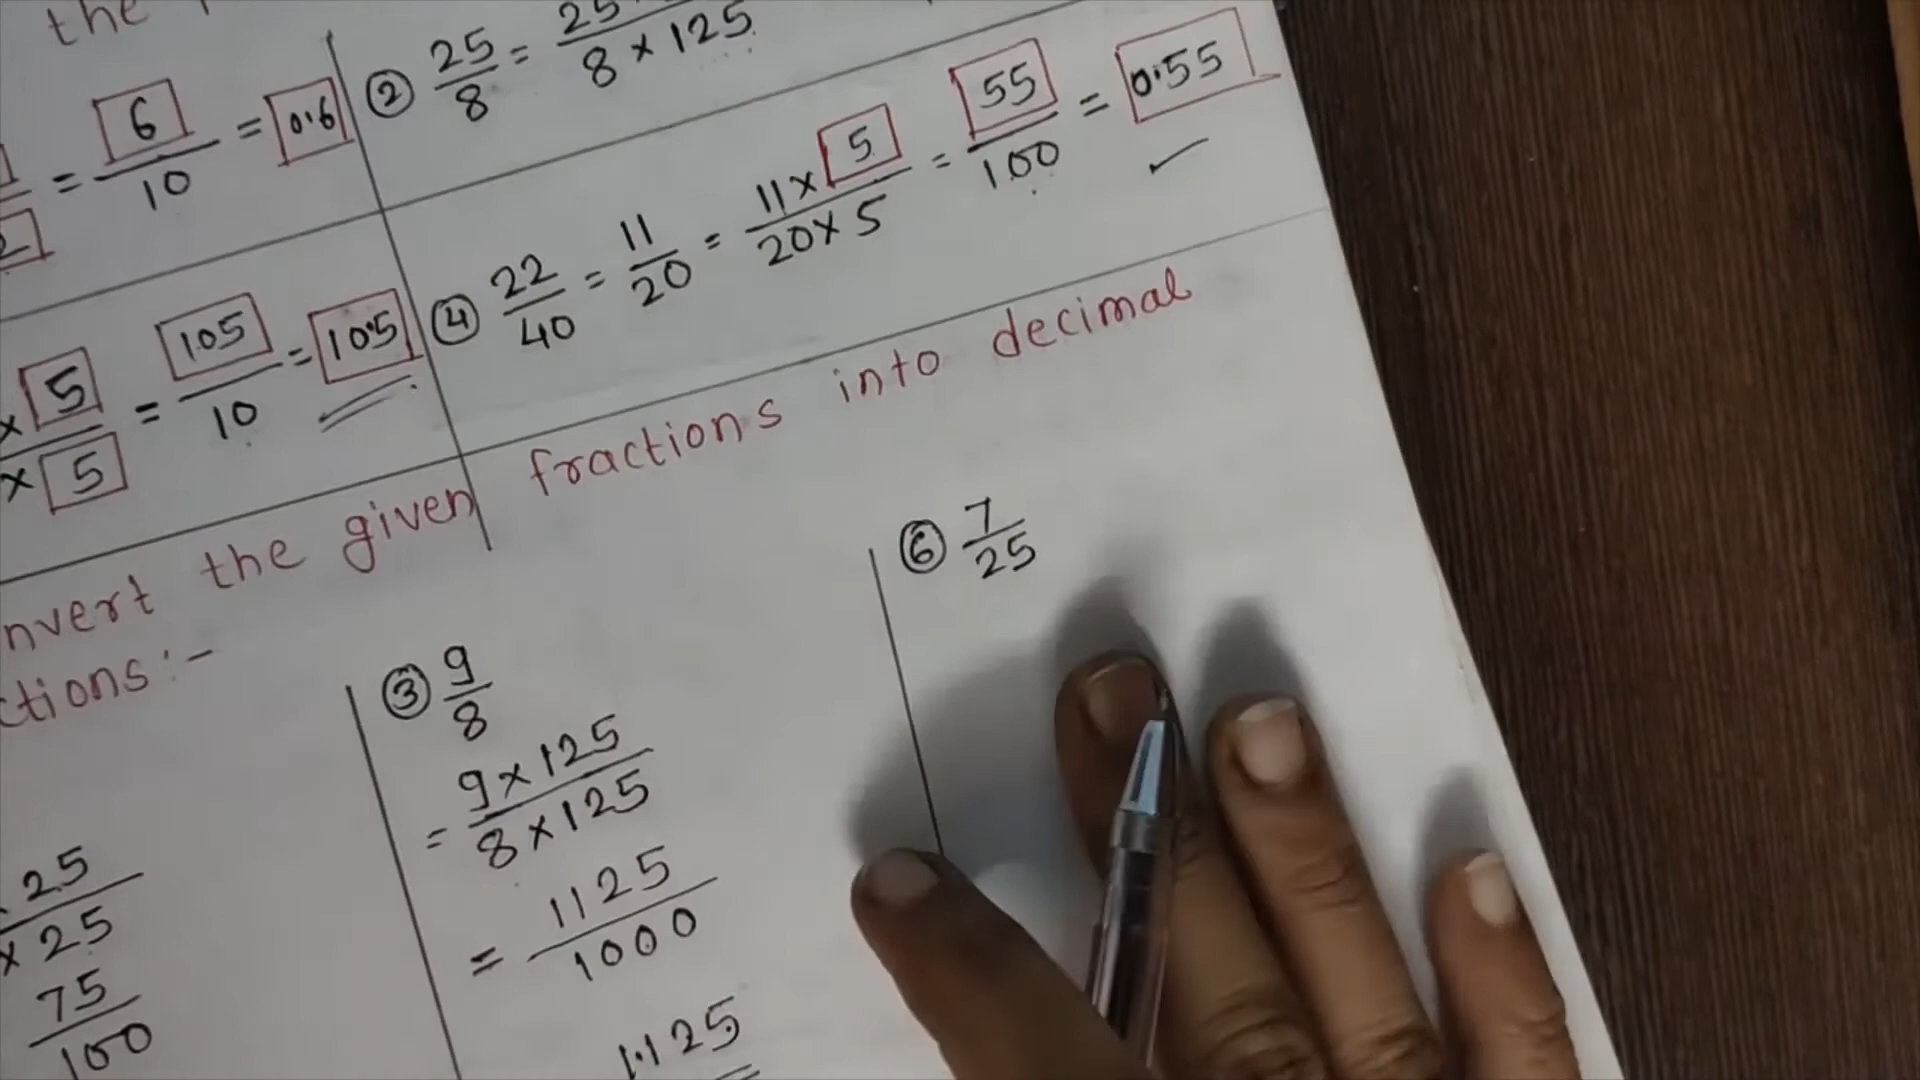 the
② 25/8 = 25/8 × 125
= 6/10 = 0.6
④ 22/40 = 11/20 = 11 × 5/20 × 5 = 55/100 = 0.55
× 5/× 5 = 105/10 = 10.5
nvert the given fractions into decimal
ctions :-
③ 9/8
= 9 × 125/8 × 125
= 1125/1000
1.125
⑥ 7/25
25/× 25
75/100